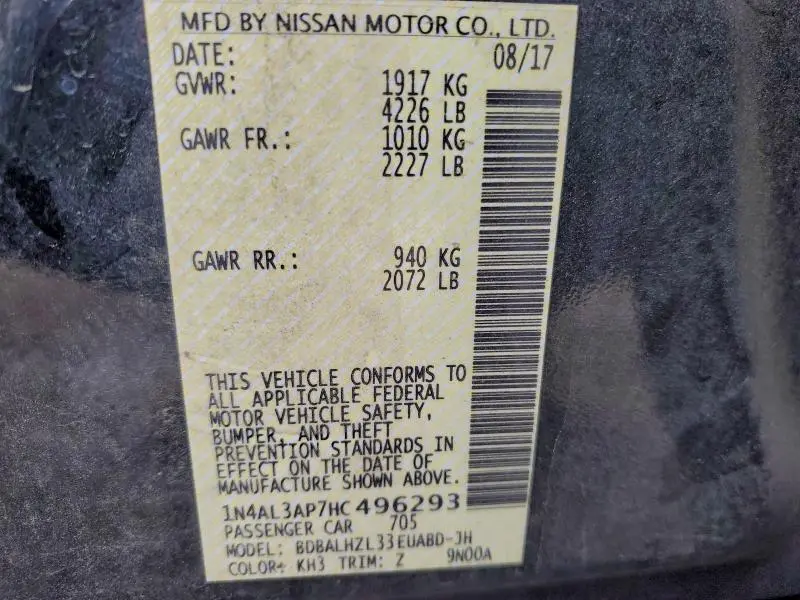 MFD BY NISSAN MOTOR CO., LTD.
DATE: 08/17
GVWR: 1917 KG
4226 LB
GAWR FR.: 1010 KG
2227 LB
GAWR RR.: 940 KG
2072 LB
THIS VEHICLE CONFORMS TO
ALL APPLICABLE FEDERAL
MOTOR VEHICLE SAFETY,
BUMPER, AND THEFT
PREVENTION STANDARDS IN
EFFECT ON THE DATE OF
MANUFACTURE SHOWN ABOVE.
1N4AL3AP7HC496293
PASSENGER CAR 705
MODEL: BDBALHZL33EUABD-JH
COLOR: KH3 TRIM: Z 9N00A